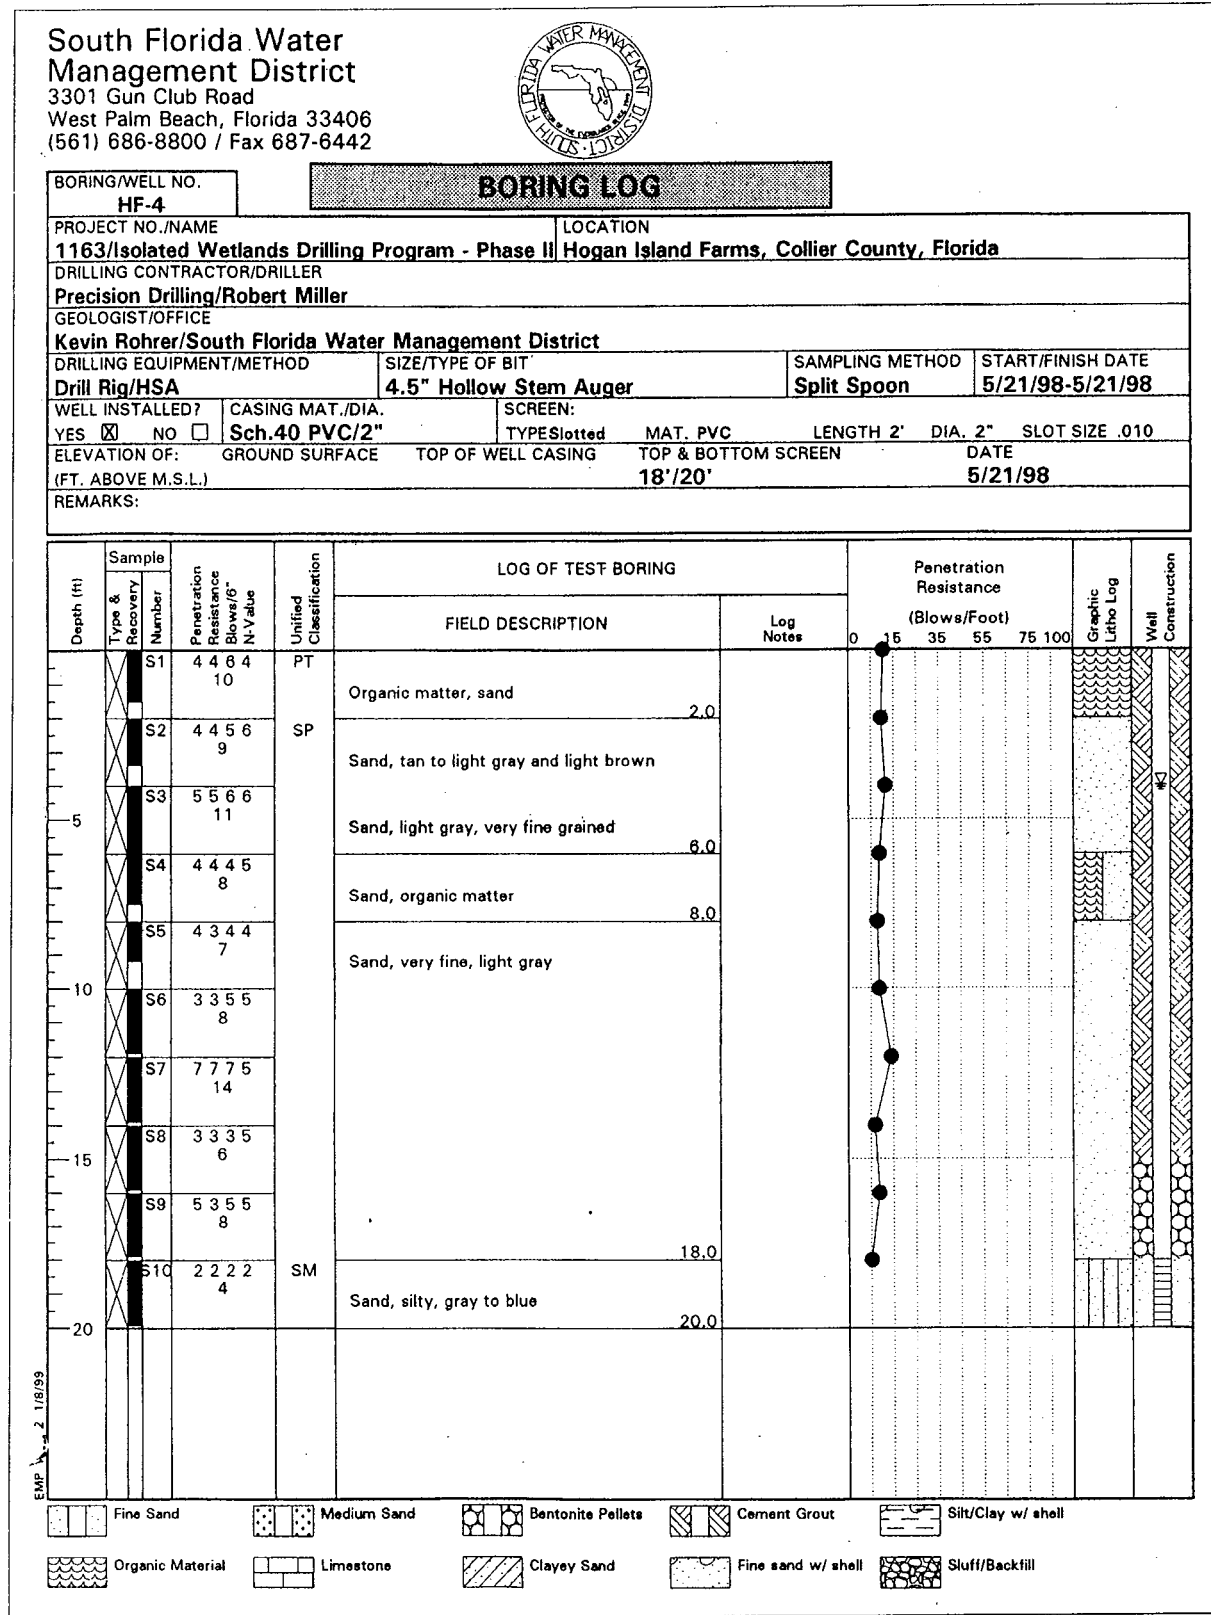 South Florida Water
Management District
3301 Gun Club Road
West Palm Beach, Florida 33406
(561) 686-8800 / Fax 687-6442
SOUTH FLORIDA WATER MANAGEMENT DISTRICT
BORING/WELL NO.
HF-4
BORING LOG
PROJECT NO./NAME LOCATION
1163/Isolated Wetlands Drilling Program - Phase II Hogan Island Farms, Collier County, Florida
DRILLING CONTRACTOR/DRILLER
Precision Drilling/Robert Miller
GEOLOGIST/OFFICE
Kevin Rohrer/South Florida Water Management District
DRILLING EQUIPMENT/METHOD SIZE/TYPE OF BIT SAMPLING METHOD START/FINISH DATE
Drill Rig/HSA 4.5" Hollow Stem Auger Split Spoon 5/21/98-5/21/98
WELL INSTALLED? CASING MAT./DIA. SCREEN:
YES X NO Sch.40 PVC/2" TYPESlotted MAT. PVC LENGTH 2' DIA. 2" SLOT SIZE .010
ELEVATION OF: GROUND SURFACE TOP OF WELL CASING TOP & BOTTOM SCREEN DATE
(FT. ABOVE M.S.L.) 18'/20' 5/21/98
REMARKS:
Depth (ft)
Sample
Type & Recovery
Number
Penetration Resistance Blows/6" N-Value
Unified Classification
LOG OF TEST BORING
FIELD DESCRIPTION
Log Notes
Penetration
Resistance
(Blows/Foot)
0 15 35 55 75 100
Graphic Litho Log
Well Construction
S1 4 4 6 4 PT
10
Organic matter, sand
2.0
S2 4 4 5 6 SP
9
Sand, tan to light gray and light brown
S3 5 5 6 6
11
5
Sand, light gray, very fine grained
6.0
S4 4 4 4 5
8
Sand, organic matter
8.0
S5 4 3 4 4
7
Sand, very fine, light gray
10
S6 3 3 5 5
8
S7 7 7 7 5
14
S8 3 3 3 5
6
15
S9 5 3 5 5
8
18.0
S10 2 2 2 2 SM
4
Sand, silty, gray to blue
20.0
20
EMP 2 1/8/99
Fine Sand Medium Sand Bentonite Pellets Cement Grout Silt/Clay w/ shell
Organic Material Limestone Clayey Sand Fine sand w/ shell Sluff/Backfill